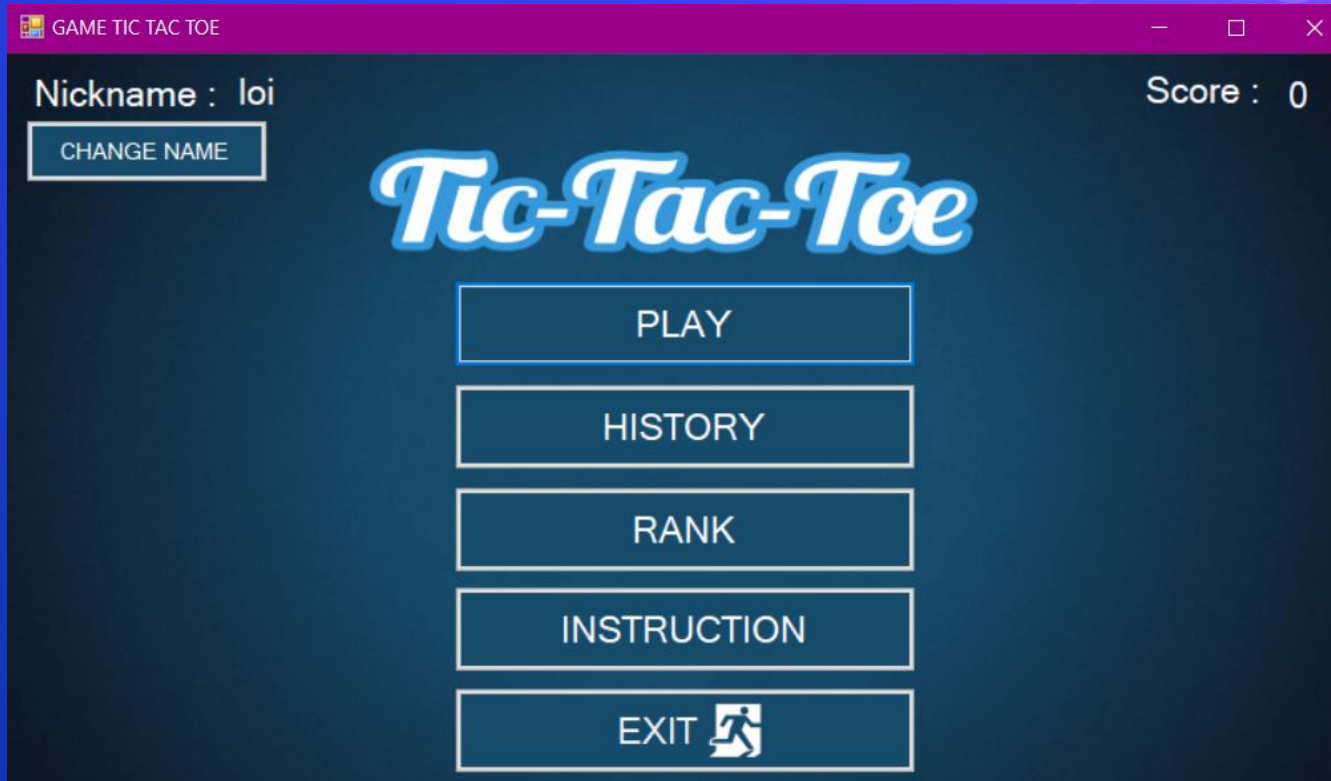 GAME TIC TAC TOE
Nickname : loi
Score : 0
CHANGE NAME
Tic-Tac-Toe
PLAY
HISTORY
RANK
INSTRUCTION
EXIT